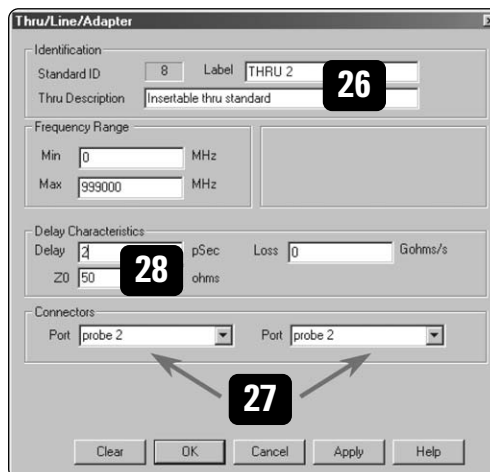 Thru/Line/Adapter
Identification
Standard ID 8 Label THRU 2
26
Thru Description Insertable thru standard
Frequency Range
Min 0 MHz
Max 999000 MHz
Delay Characteristics
Delay 2 pSec Loss 0 Gohms/s
28
Z0 50 ohms
Connectors
Port probe 2 Port probe 2
27
Clear OK Cancel Apply Help